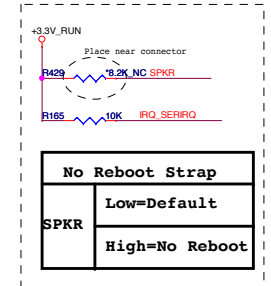 +3.3V_RUN
Place near connector
R429 *8.2K_NC SPKR
R165 10K IRQ_SERIRQ
No Reboot Strap
SPKR
Low=Default
High=No Reboot